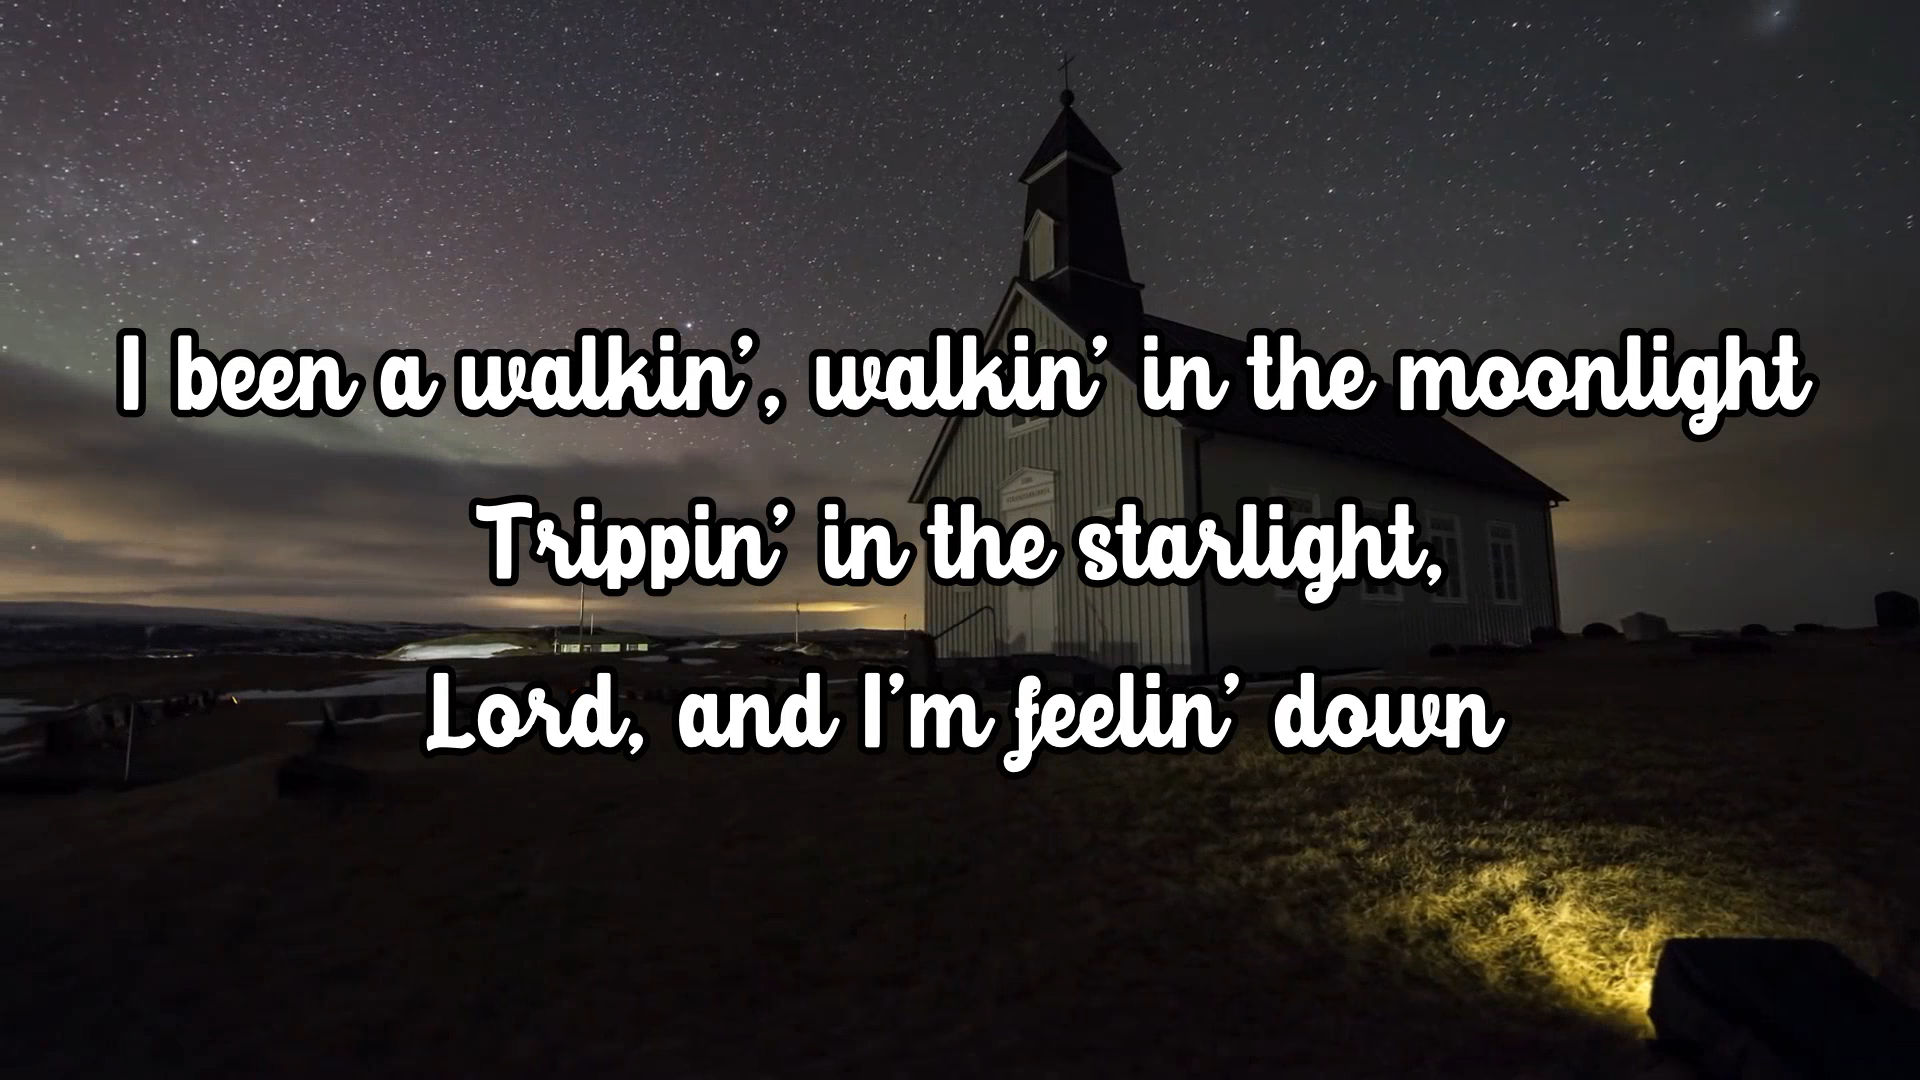 I been a walkin', walkin' in the moonlight
Trippin' in the starlight,
Lord, and I'm feelin' down